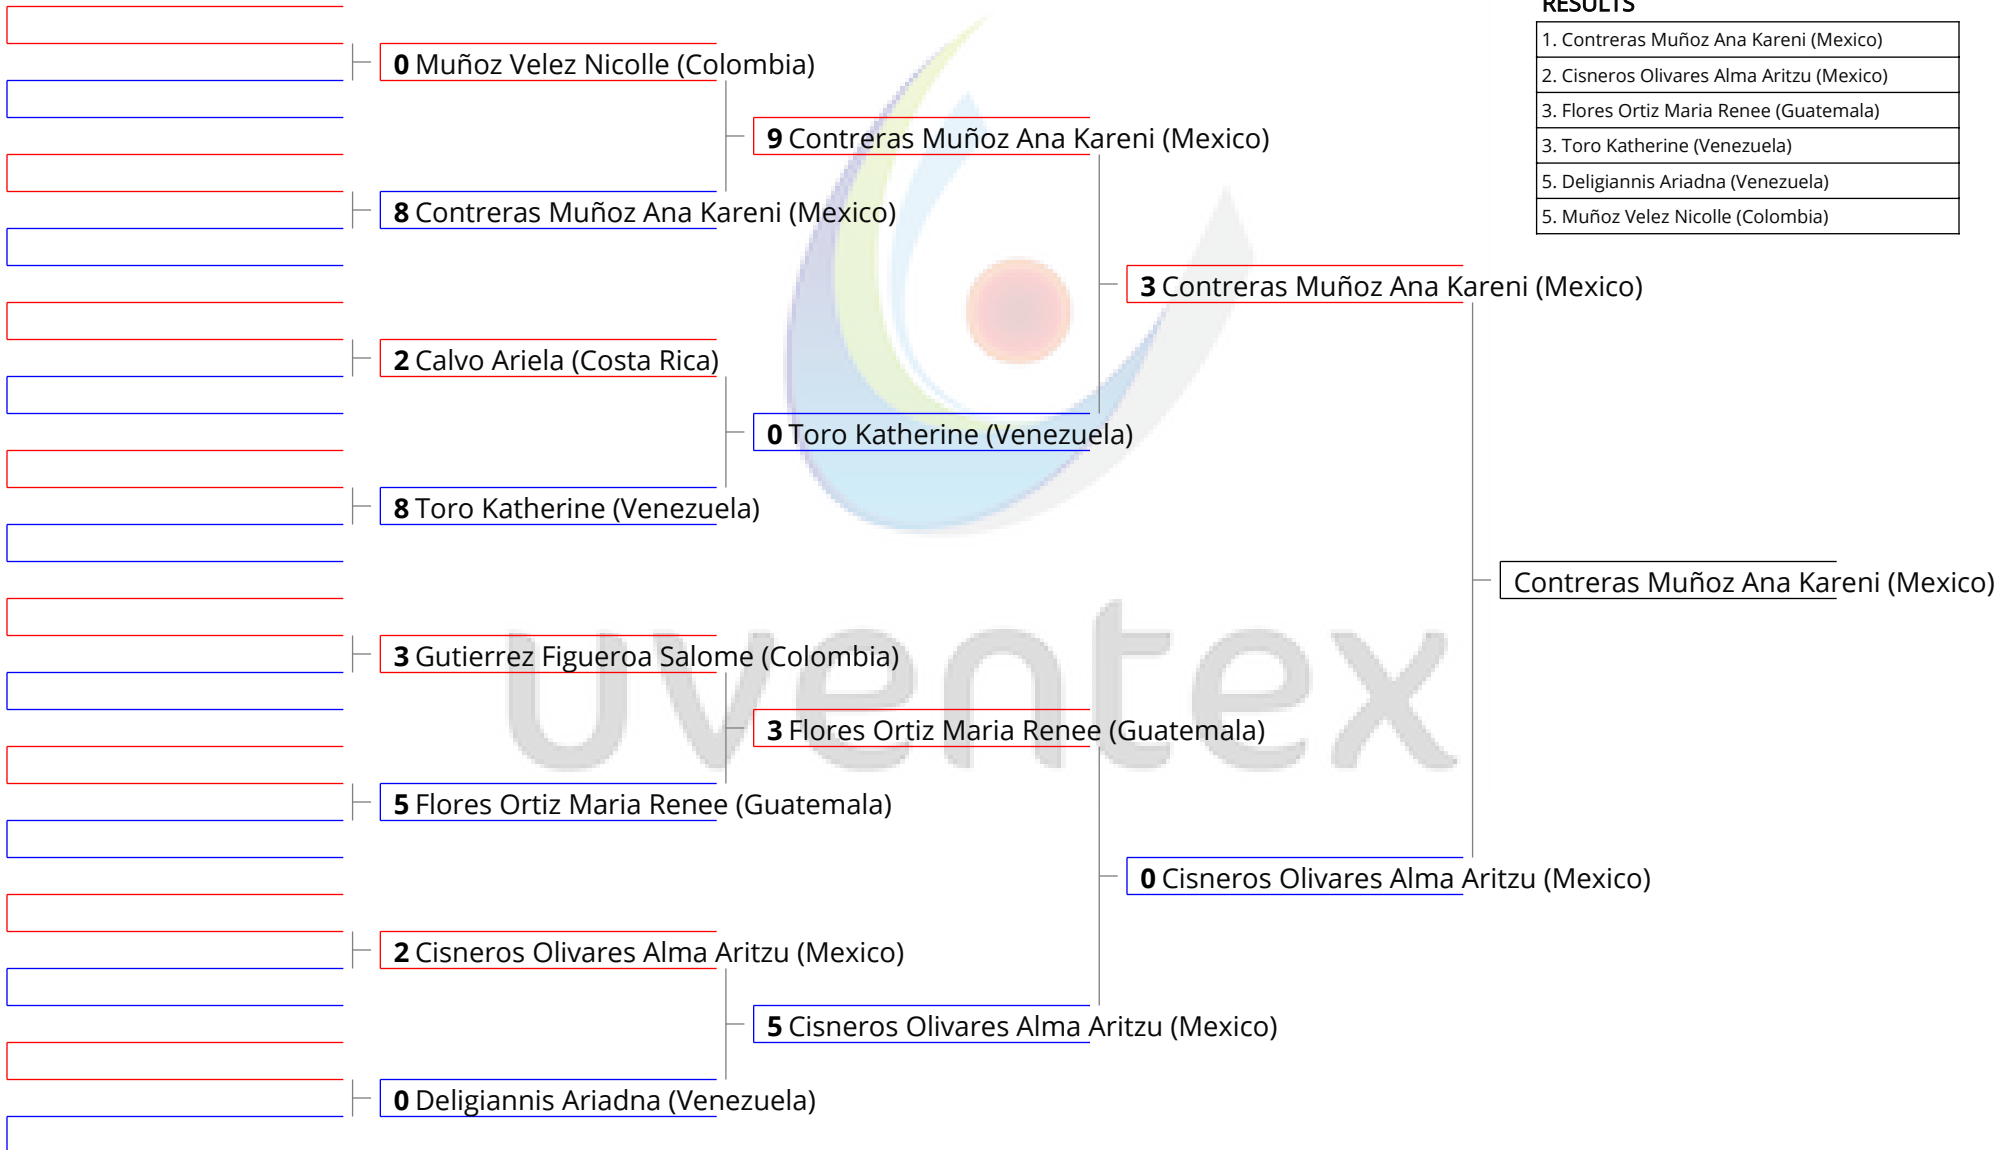 RESULTS
1. Contreras Muñoz Ana Kareni (Mexico)
2. Cisneros Olivares Alma Aritzu (Mexico)
3. Flores Ortiz Maria Renee (Guatemala)
3. Toro Katherine (Venezuela)
5. Deligiannis Ariadna (Venezuela)
5. Muñoz Velez Nicolle (Colombia)
0 Muñoz Velez Nicolle (Colombia)
8 Contreras Muñoz Ana Kareni (Mexico)
2 Calvo Ariela (Costa Rica)
8 Toro Katherine (Venezuela)
3 Gutierrez Figueroa Salome (Colombia)
5 Flores Ortiz Maria Renee (Guatemala)
2 Cisneros Olivares Alma Aritzu (Mexico)
0 Deligiannis Ariadna (Venezuela)
9 Contreras Muñoz Ana Kareni (Mexico)
0 Toro Katherine (Venezuela)
3 Flores Ortiz Maria Renee (Guatemala)
5 Cisneros Olivares Alma Aritzu (Mexico)
3 Contreras Muñoz Ana Kareni (Mexico)
0 Cisneros Olivares Alma Aritzu (Mexico)
Contreras Muñoz Ana Kareni (Mexico)
uventex